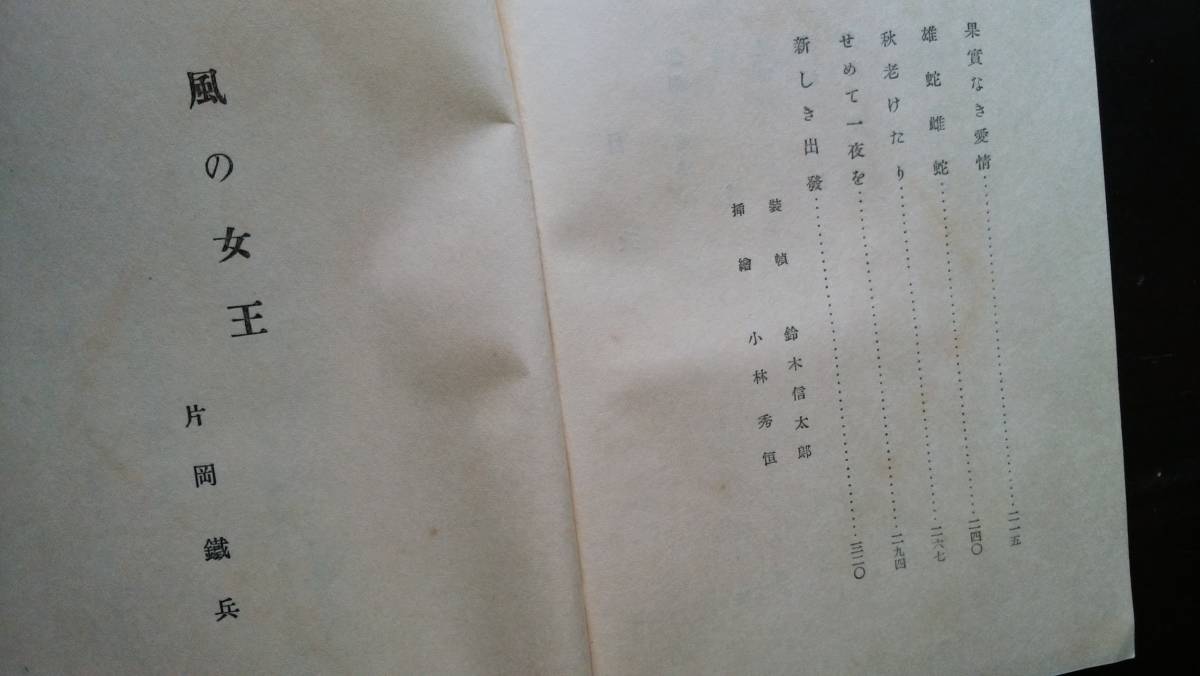 果實なき愛情……二一五
雄蛇雌蛇……二四〇
秋老けたり……二六七
せめて一夜を……二九四
新しき出發……三二〇
裝幀 鈴木信太郎
挿繪 小林秀恒
風の女王
片岡鐵兵